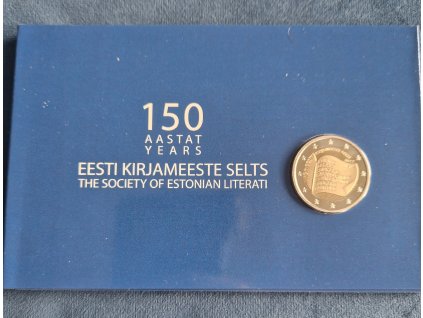 150
AASTAT
YEARS
EESTI KIRJAMEESTE SELTS
THE SOCIETY OF ESTONIAN LITERATI